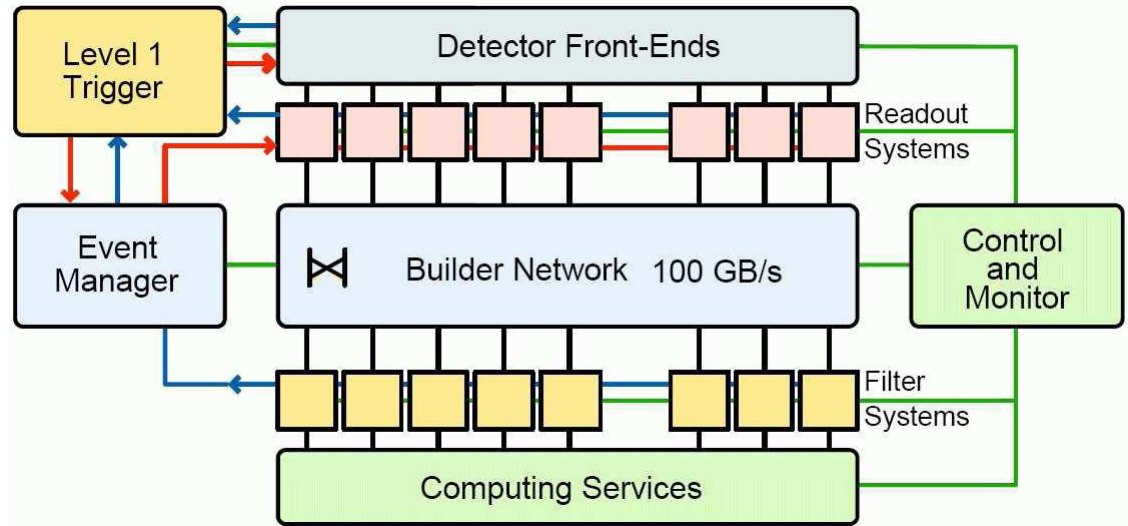 Level 1
Trigger
Detector Front-Ends
Readout
Systems
Event
Manager
Builder Network 100 GB/s
Control
and
Monitor
Filter
Systems
Computing Services